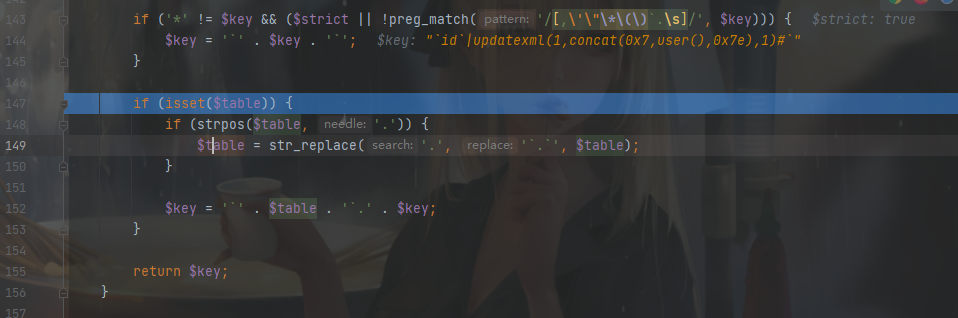 143 if ('*' != $key && ($strict || !preg_match( pattern: '/[,\'\"\*\(\)`.\s]/', $key))) { $strict: true
144 $key = '`' . $key . '`'; $key: "`id`|updatexml(1,concat(0x7,user(),0x7e),1)#`"
145 }
146
147 if (isset($table)) {
148 if (strpos($table, needle: '.')) {
149 $table = str_replace( search: '.', replace: '`.`', $table);
150 }
151
152 $key = '`' . $table . '`.' . $key;
153 }
154
155 return $key;
156 }
157